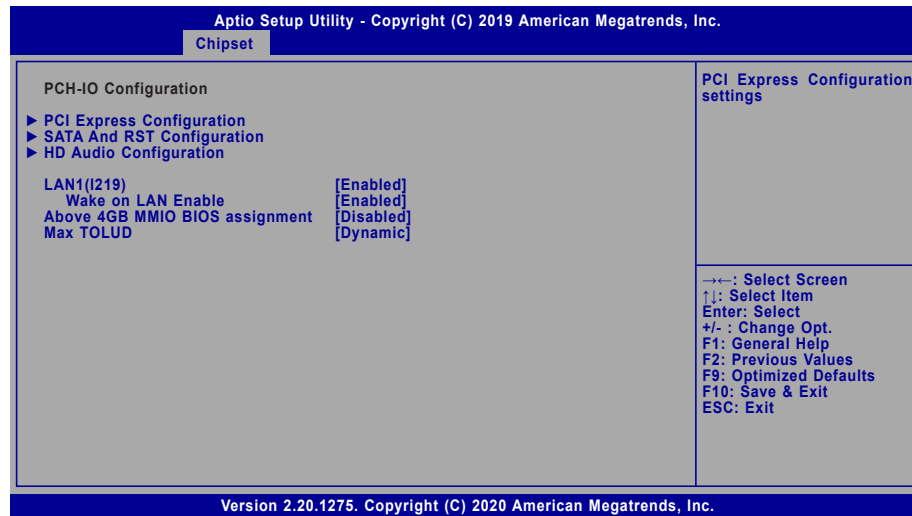 Aptio Setup Utility - Copyright (C) 2019 American Megatrends, Inc.
Chipset
PCH-IO Configuration
► PCI Express Configuration
► SATA And RST Configuration
► HD Audio Configuration
LAN1(I219) [Enabled]
Wake on LAN Enable [Enabled]
Above 4GB MMIO BIOS assignment [Disabled]
Max TOLUD [Dynamic]
PCI Express Configuration
settings
→←: Select Screen
↑↓: Select Item
Enter: Select
+/- : Change Opt.
F1: General Help
F2: Previous Values
F9: Optimized Defaults
F10: Save & Exit
ESC: Exit
Version 2.20.1275. Copyright (C) 2020 American Megatrends, Inc.